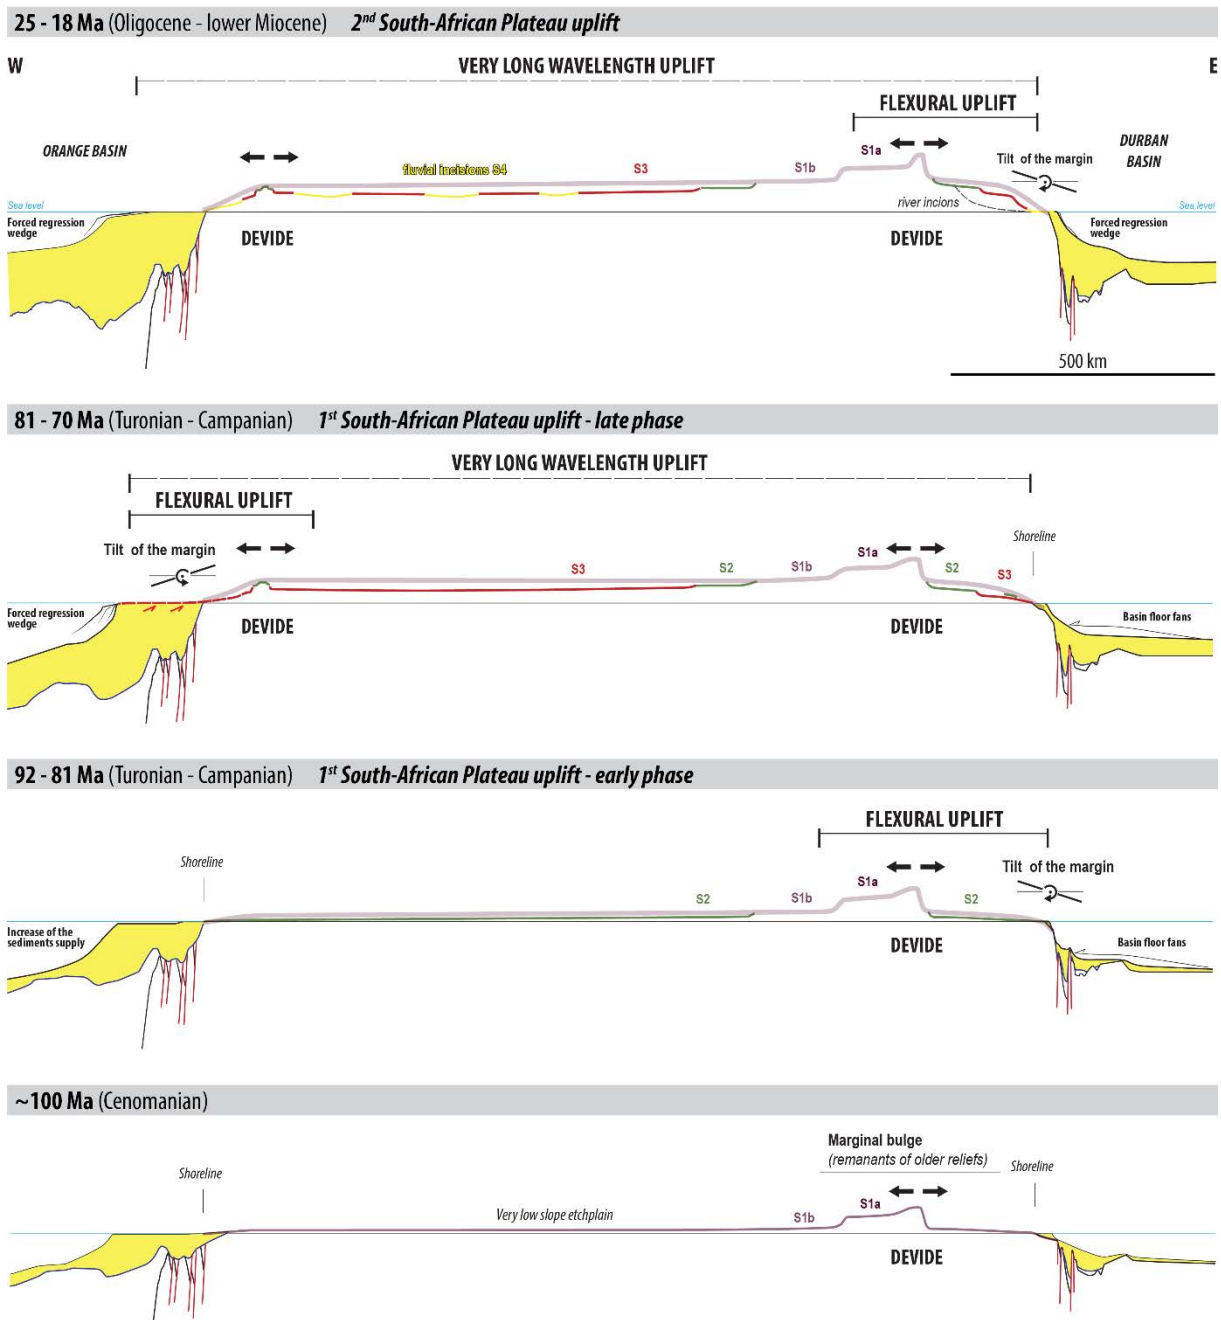 25 - 18 Ma (Oligocene - lower Miocene) 2nd South-African Plateau uplift
W
VERY LONG WAVELENGTH UPLIFT
E
FLEXURAL UPLIFT
ORANGE BASIN
DURBAN
BASIN
S1a
Tilt of the margin
fluvial incisions S4
S3
S1b
river incions
Sea level
Sea level
Forced regression
wedge
DEVIDE
DEVIDE
Forced regression
wedge
500 km
81 - 70 Ma (Turonian - Campanian) 1st South-African Plateau uplift - late phase
VERY LONG WAVELENGTH UPLIFT
FLEXURAL UPLIFT
Tilt of the margin
Shoreline
S1a
S3
S2
S1b
S2
S3
Forced regression
wedge
DEVIDE
DEVIDE
Basin floor fans
92 - 81 Ma (Turonian - Campanian) 1st South-African Plateau uplift - early phase
FLEXURAL UPLIFT
Shoreline
Tilt of the margin
S1a
S2
S1b
S2
Increase of the
sediments supply
DEVIDE
Basin floor fans
~100 Ma (Cenomanian)
Marginal bulge
(remanants of older reliefs)
Shoreline
Shoreline
S1a
Very low slope etchplain
S1b
DEVIDE